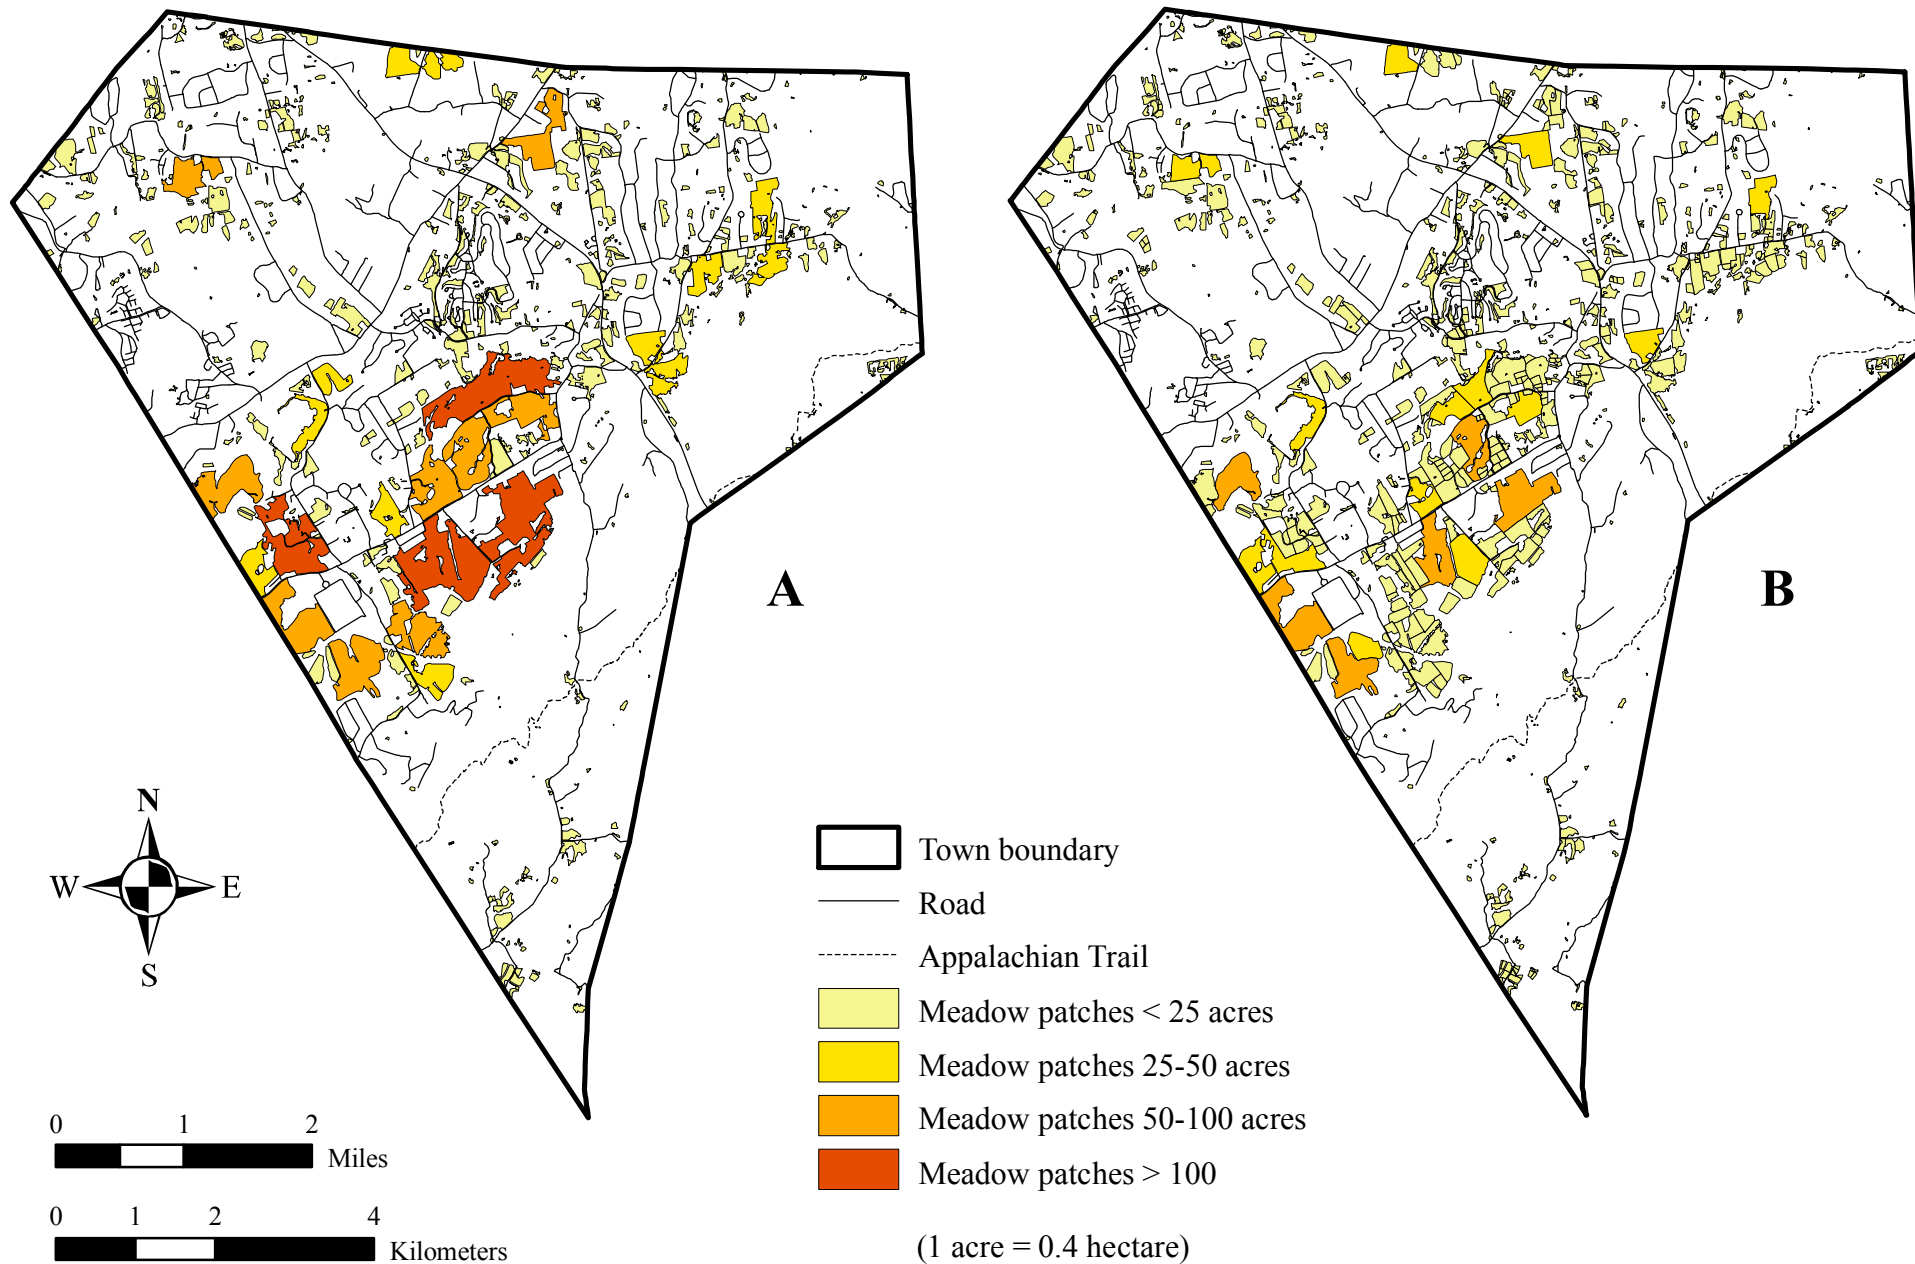 A
B
N
W E
S
Town boundary
Road
Appalachian Trail
Meadow patches < 25 acres
Meadow patches 25-50 acres
Meadow patches 50-100 acres
Meadow patches > 100
(1 acre = 0.4 hectare)
0 1 2
Miles
0 1 2 4
Kilometers